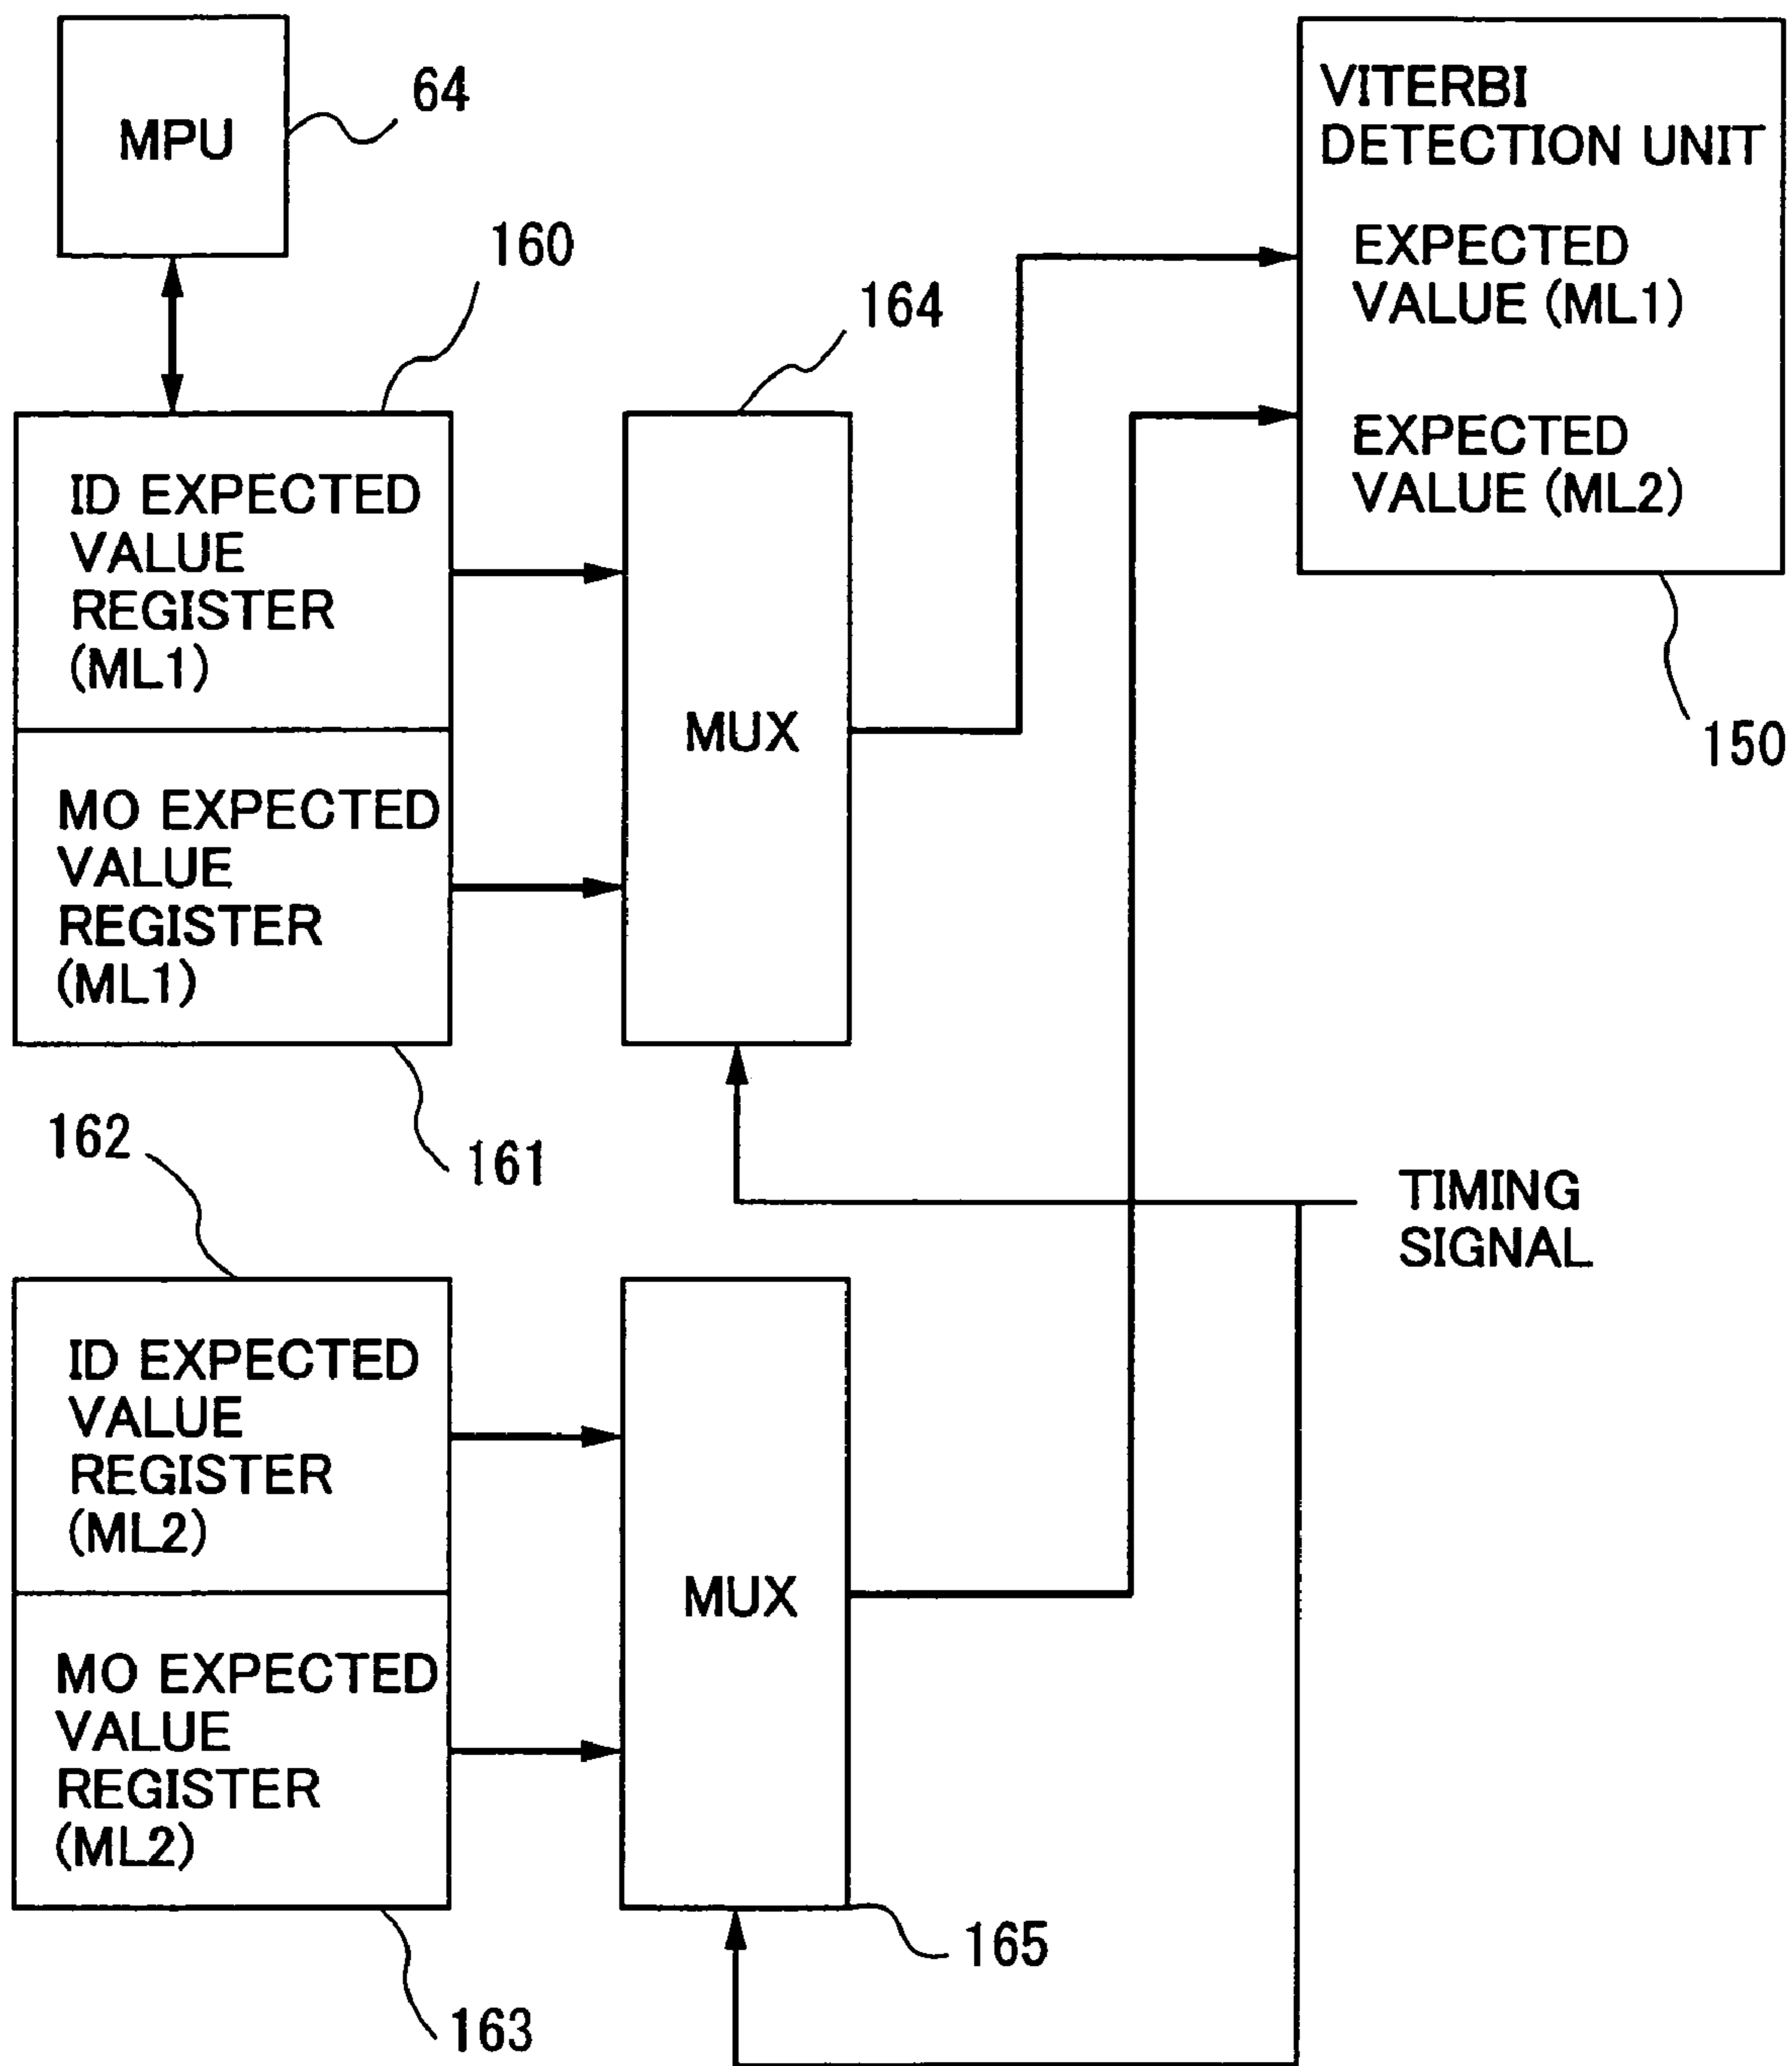 MPU
64
VITERBI
DETECTION UNIT
EXPECTED
VALUE (ML1)
EXPECTED
VALUE (ML2)
150
160
164
ID EXPECTED
VALUE
REGISTER
(ML1)
MUX
MO EXPECTED
VALUE
REGISTER
(ML1)
162
161
TIMING
SIGNAL
ID EXPECTED
VALUE
REGISTER
(ML2)
MUX
MO EXPECTED
VALUE
REGISTER
(ML2)
165
163